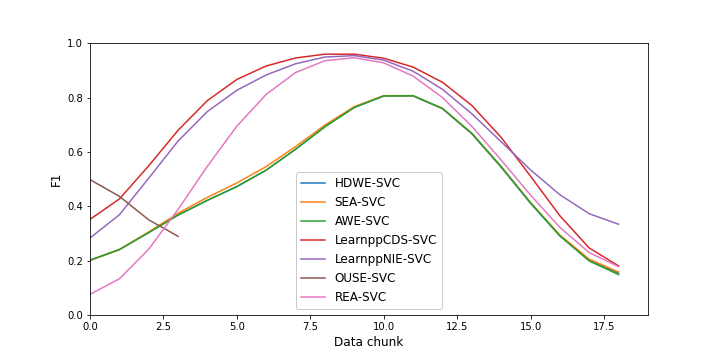 1.0
0.8
0.6
0.4
0.2
0.0
F1
HDWE-SVC
SEA-SVC
AWE-SVC
LearnppCDS-SVC
LearnppNIE-SVC
OUSE-SVC
REA-SVC
0.0 2.5 5.0 7.5 10.0 12.5 15.0 17.5
Data chunk